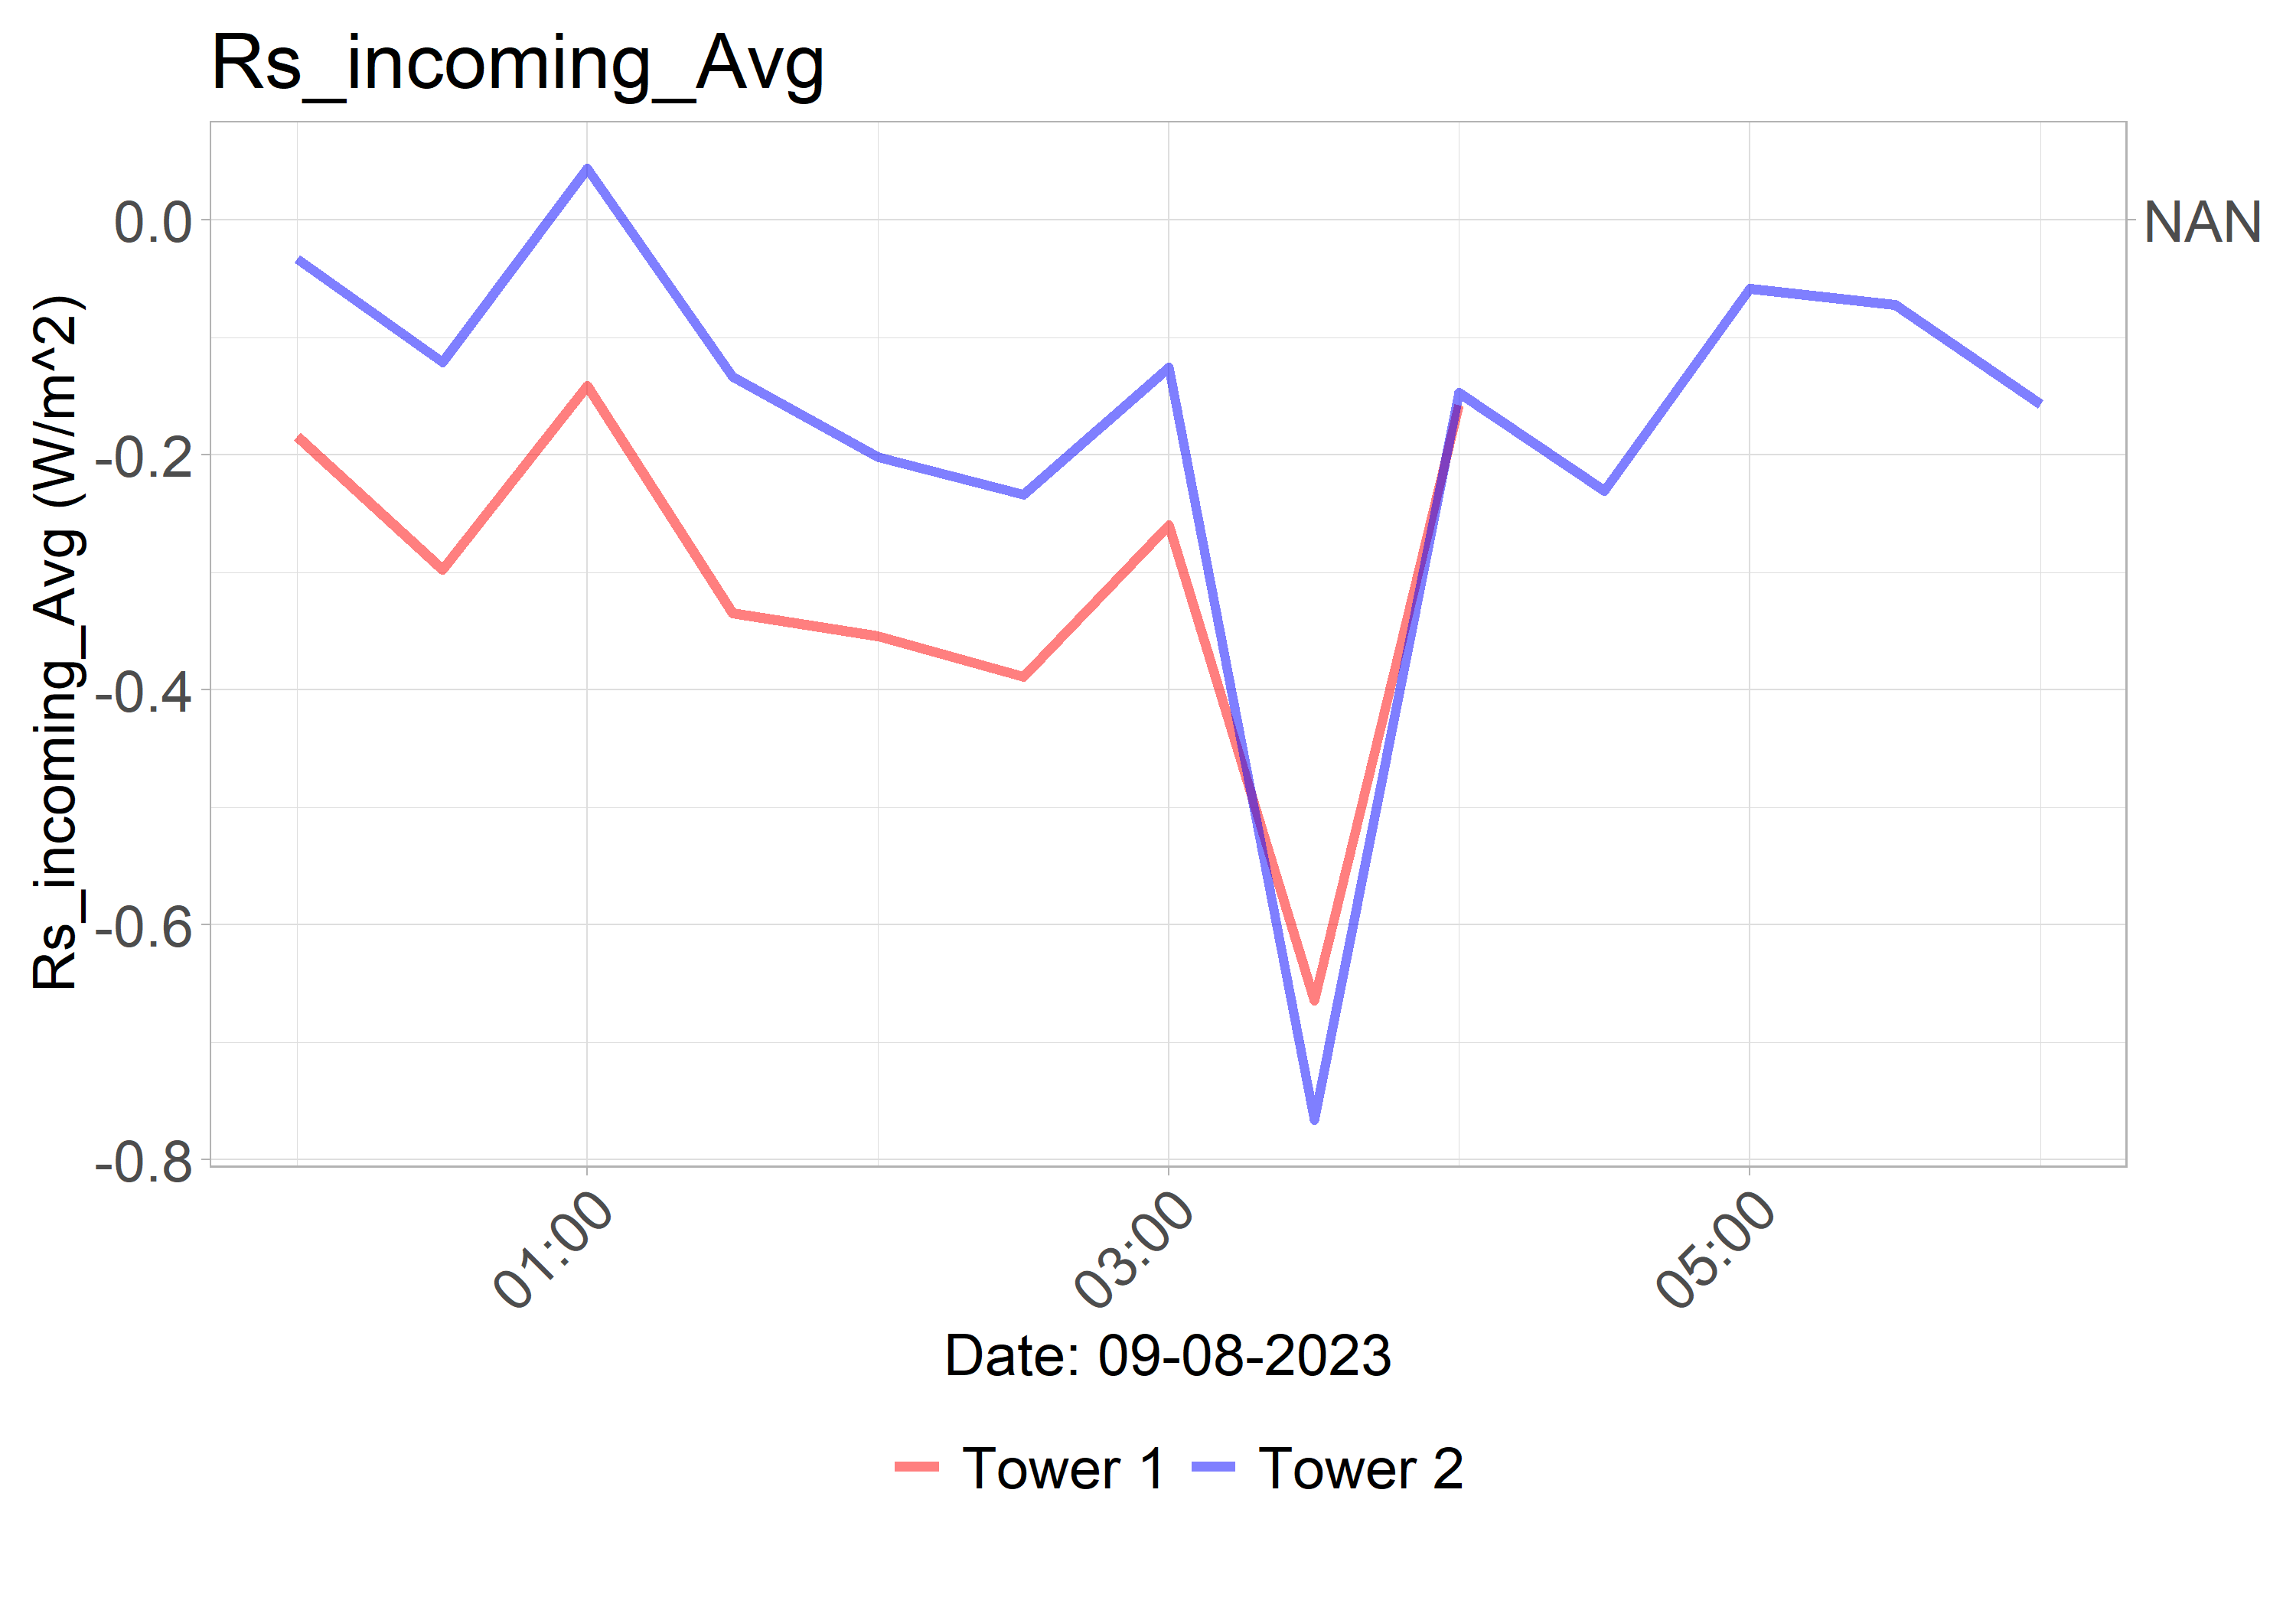 Rs_incoming_Avg
Rs_incoming_Avg (W/m^2)
0.0
-0.2
-0.4
-0.6
-0.8
NAN
01:00
03:00
05:00
Date: 09-08-2023
Tower 1
Tower 2